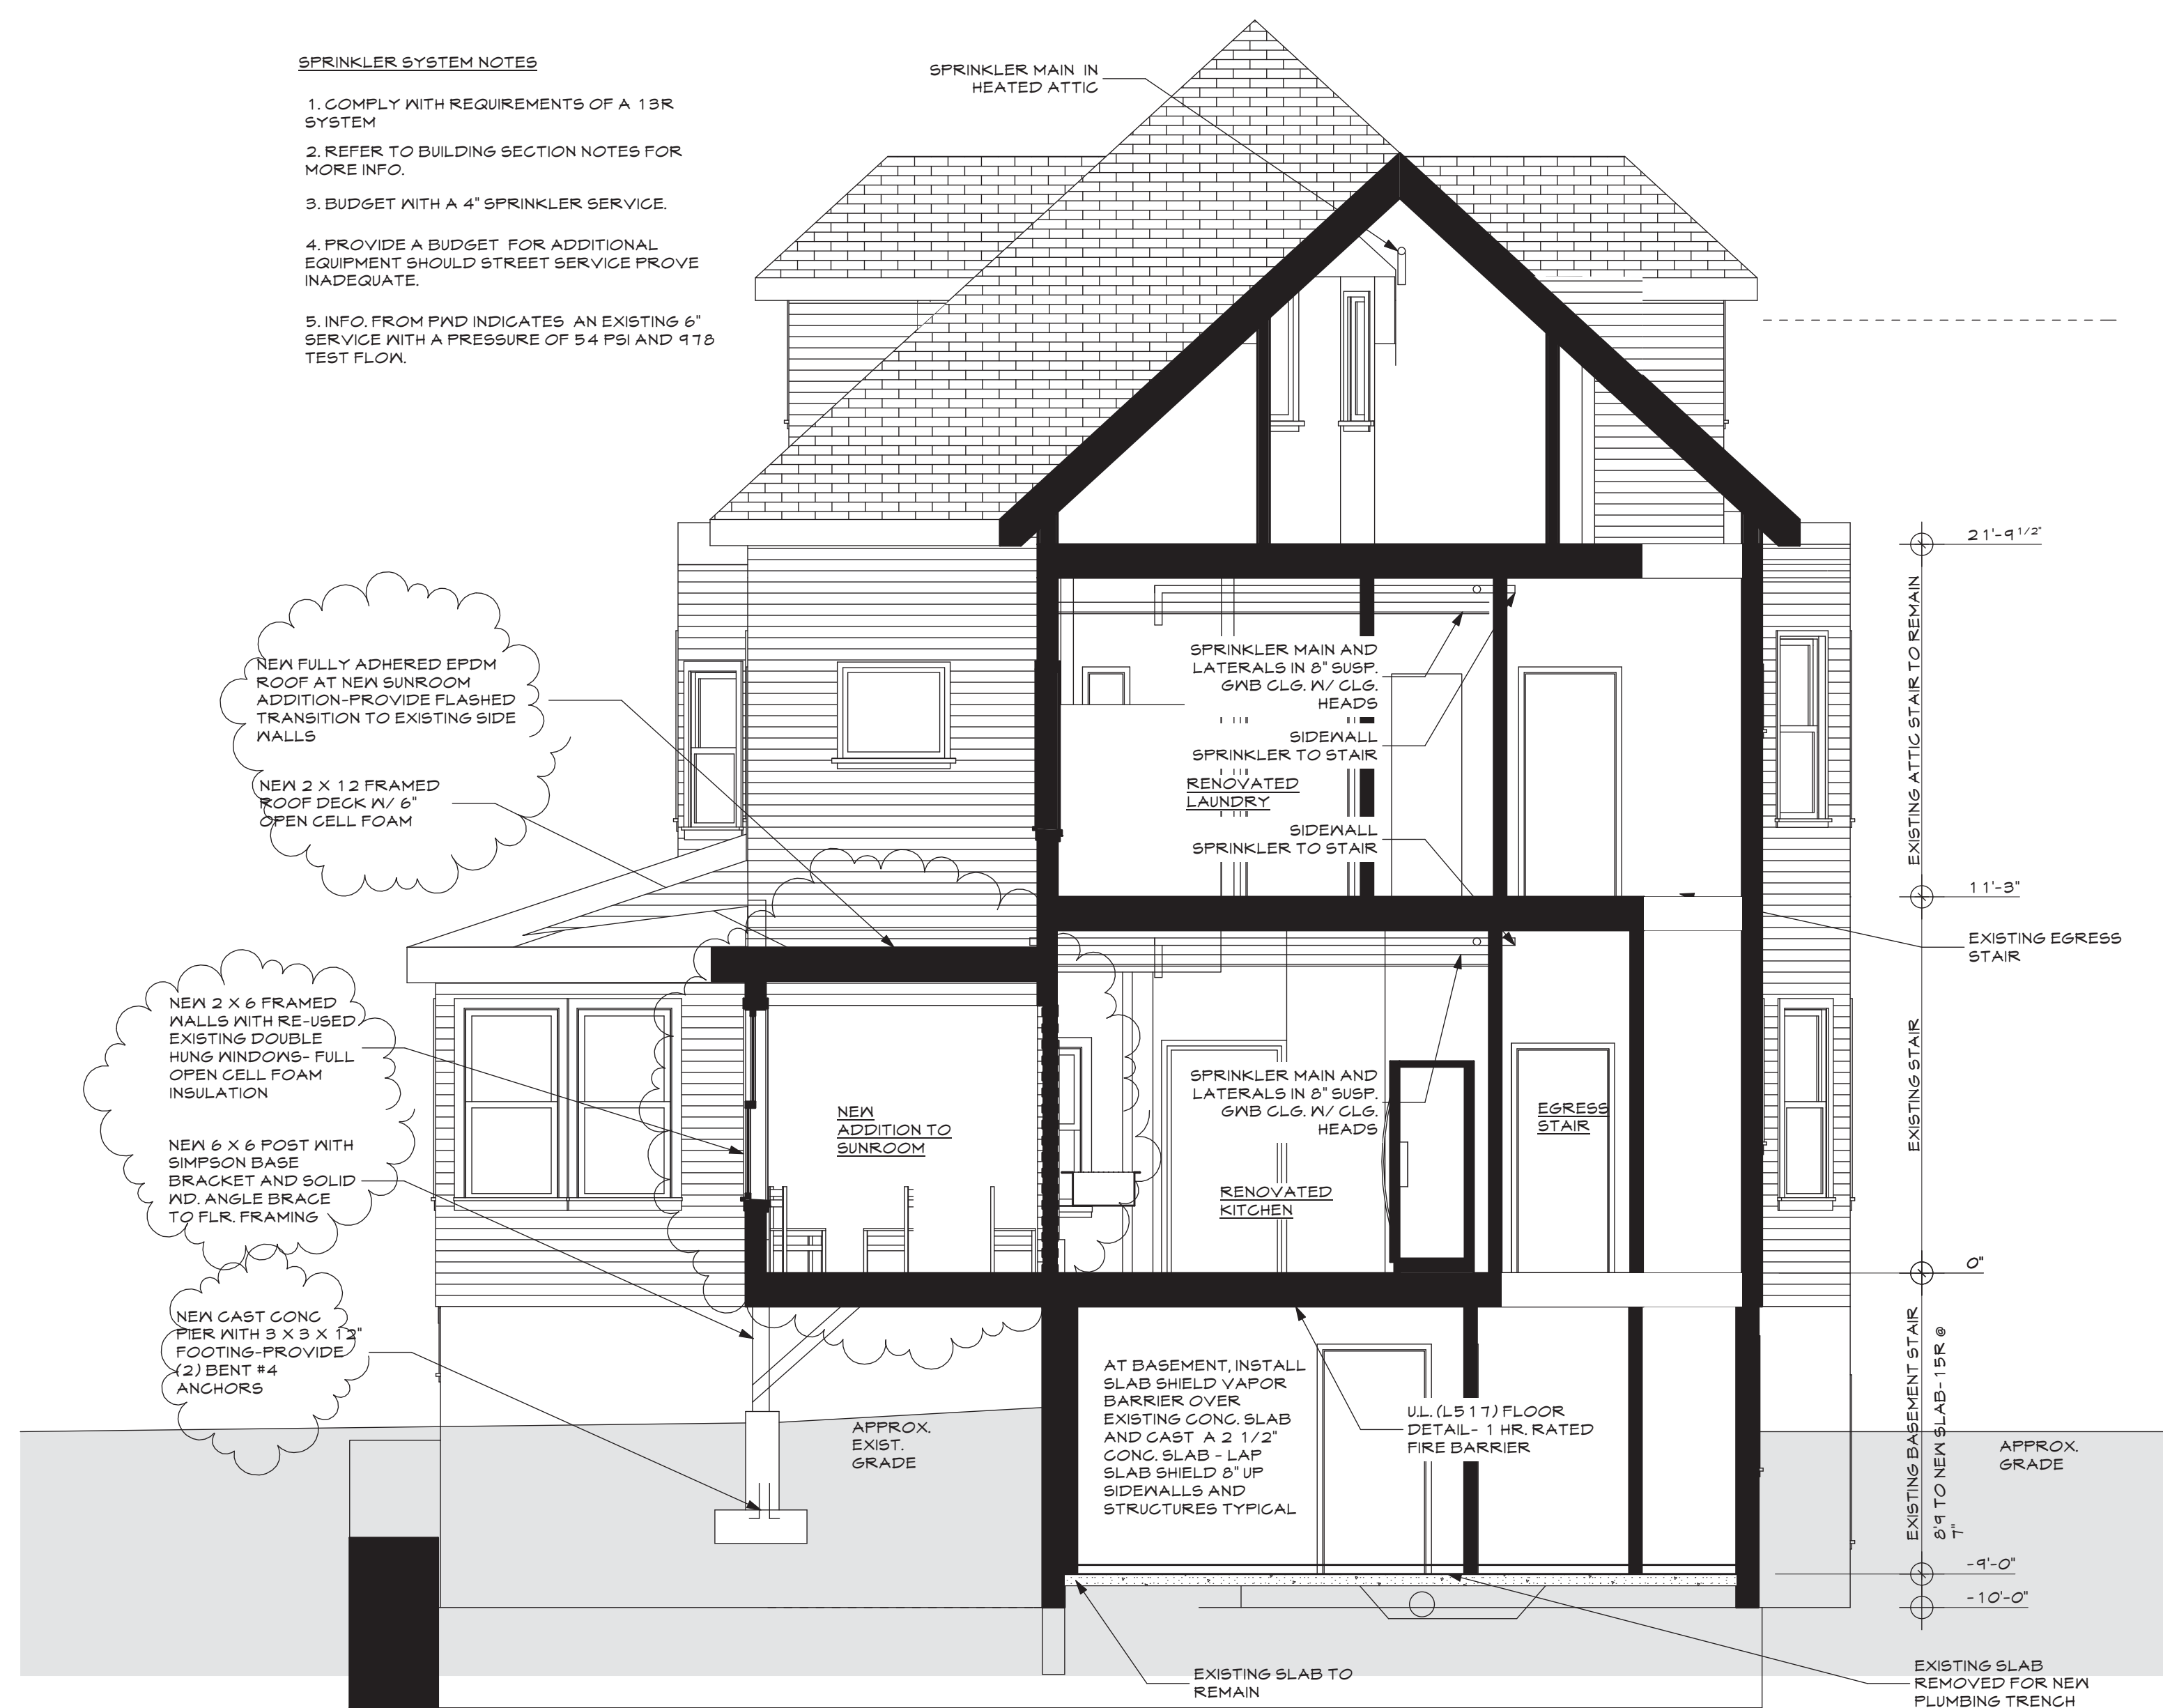 SPRINKLER SYSTEM NOTES
1. COMPLY WITH REQUIREMENTS OF A 13R
SYSTEM
2. REFER TO BUILDING SECTION NOTES FOR
MORE INFO.
3. BUDGET WITH A 4" SPRINKLER SERVICE.
4. PROVIDE A BUDGET FOR ADDITIONAL
EQUIPMENT SHOULD STREET SERVICE PROVE
INADEQUATE.
5. INFO. FROM PWD INDICATES AN EXISTING 6"
SERVICE WITH A PRESSURE OF 54 PSI AND 978
TEST FLOW.
SPRINKLER MAIN IN
HEATED ATTIC
NEW FULLY ADHERED EPDM
ROOF AT NEW SUNROOM
ADDITION-PROVIDE FLASHED
TRANSITION TO EXISTING SIDE
WALLS
NEW 2 X 12 FRAMED
ROOF DECK W/ 6"
OPEN CELL FOAM
NEW 2 X 6 FRAMED
WALLS WITH RE-USED
EXISTING DOUBLE
HUNG WINDOWS- FULL
OPEN CELL FOAM
INSULATION
NEW 6 X 6 POST WITH
SIMPSON BASE
BRACKET AND SOLID
WD. ANGLE BRACE
TO FLR. FRAMING
NEW CAST CONC
PIER WITH 3 X 3 X 12"
FOOTING-PROVIDE
(2) BENT #4
ANCHORS
SPRINKLER MAIN AND
LATERALS IN 8" SUSP.
GWB CLG. W/ CLG.
HEADS
SIDEWALL
SPRINKLER TO STAIR
RENOVATED
LAUNDRY
SIDEWALL
SPRINKLER TO STAIR
NEW
ADDITION TO
SUNROOM
SPRINKLER MAIN AND
LATERALS IN 8" SUSP.
GWB CLG. W/ CLG.
HEADS
RENOVATED
KITCHEN
EGRESS
STAIR
AT BASEMENT, INSTALL
SLAB SHIELD VAPOR
BARRIER OVER
EXISTING CONC. SLAB
AND CAST A 2 1/2"
CONC. SLAB - LAP
SLAB SHIELD 8" UP
SIDEWALLS AND
STRUCTURES TYPICAL
U.L. (L517) FLOOR
DETAIL- 1 HR. RATED
FIRE BARRIER
APPROX.
EXIST.
GRADE
EXISTING SLAB TO
REMAIN
21'-9 1/2"
EXISTING ATTIC STAIR TO REMAIN
11'-3"
EXISTING EGRESS
STAIR
EXISTING STAIR
0"
EXISTING BASEMENT STAIR
8'9 TO NEW SLAB- 15R @
7"
APPROX.
GRADE
-9'-0"
-10'-0"
EXISTING SLAB
REMOVED FOR NEW
PLUMBING TRENCH